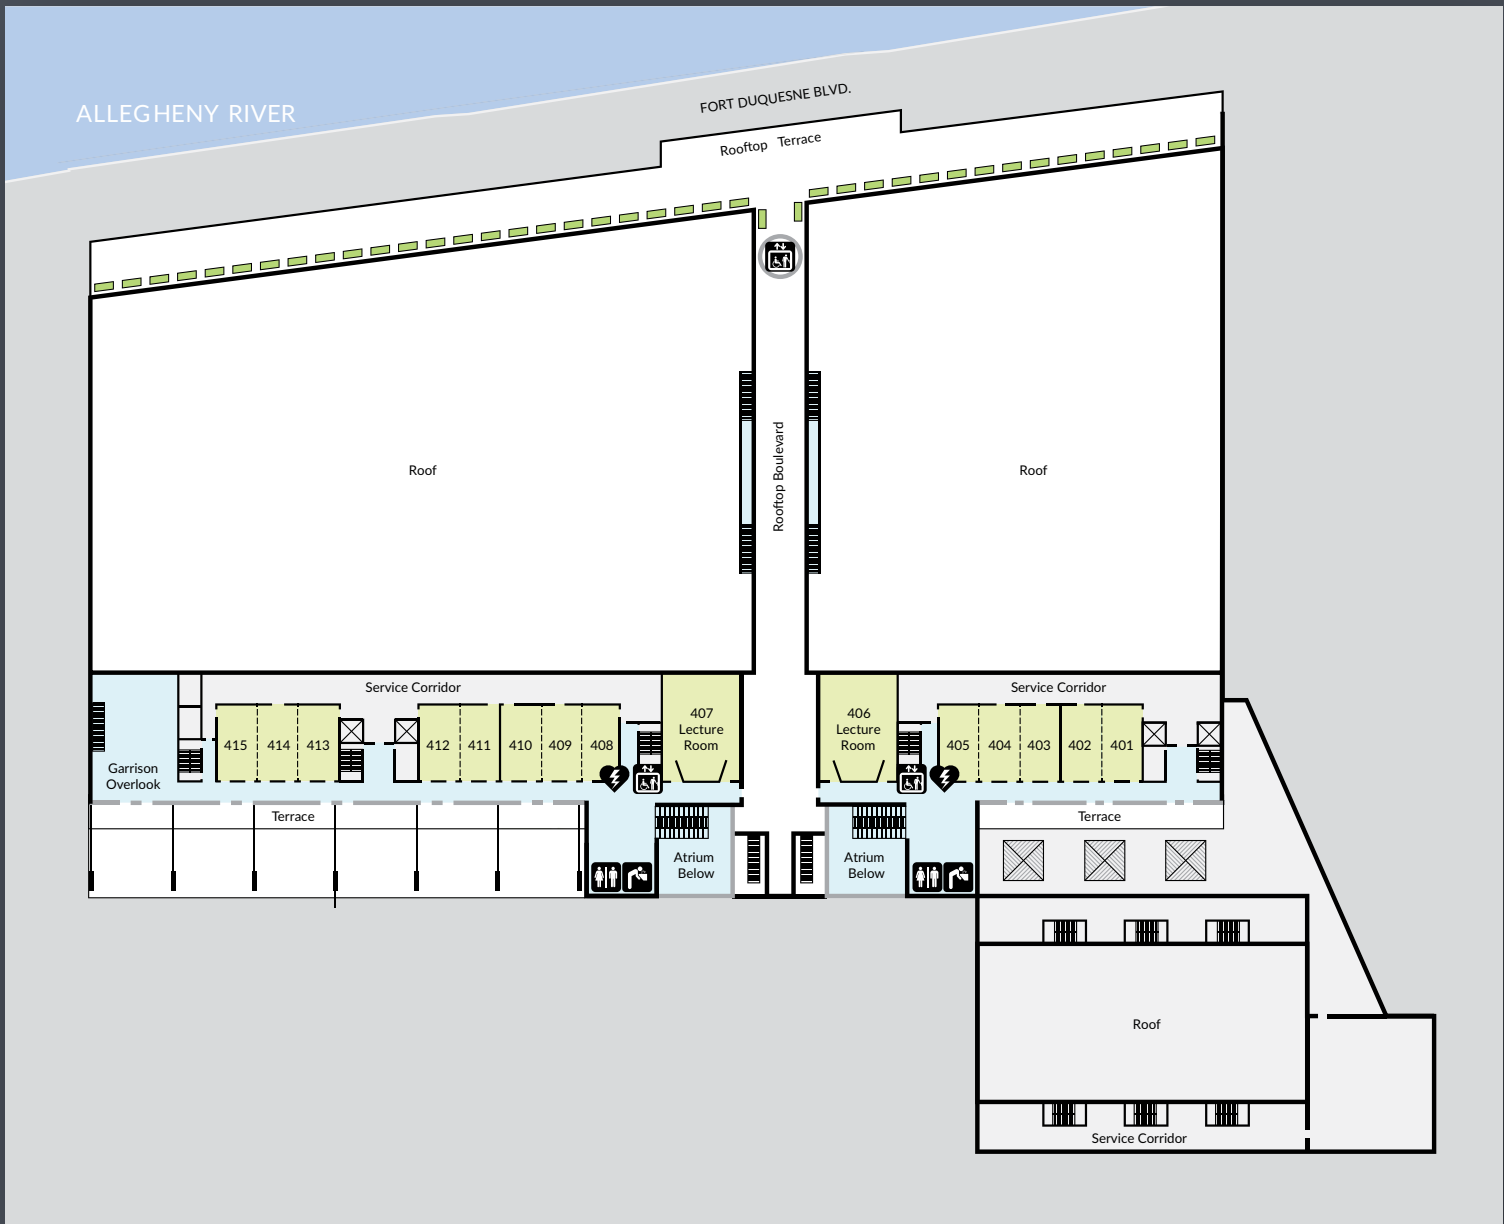 FORT DUQUESNE BLVD.
ALLEGHENY RIVER
Rooftop Terrace
Roof
Rooftop Boulevard
Roof
Service Corridor
Service Corridor
407
Lecture
Room
406
Lecture
Room
415
414
413
412
411
410
409
408
405
404
403
402
401
Garrison
Overlook
Terrace
Terrace
Atrium
Below
Atrium
Below
Roof
Service Corridor